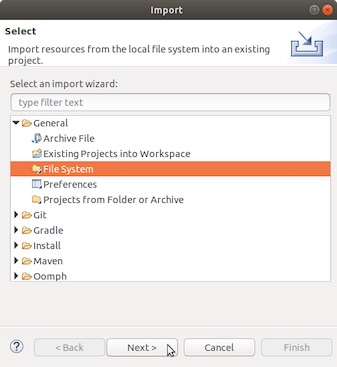 Import
Select
Import resources from the local file system into an existing
project.
Select an import wizard:
type filter text
General
Archive File
Existing Projects into Workspace
File System
Preferences
Projects from Folder or Archive
Git
Gradle
Install
Maven
Oomph
?
< Back
Next >
Cancel
Finish